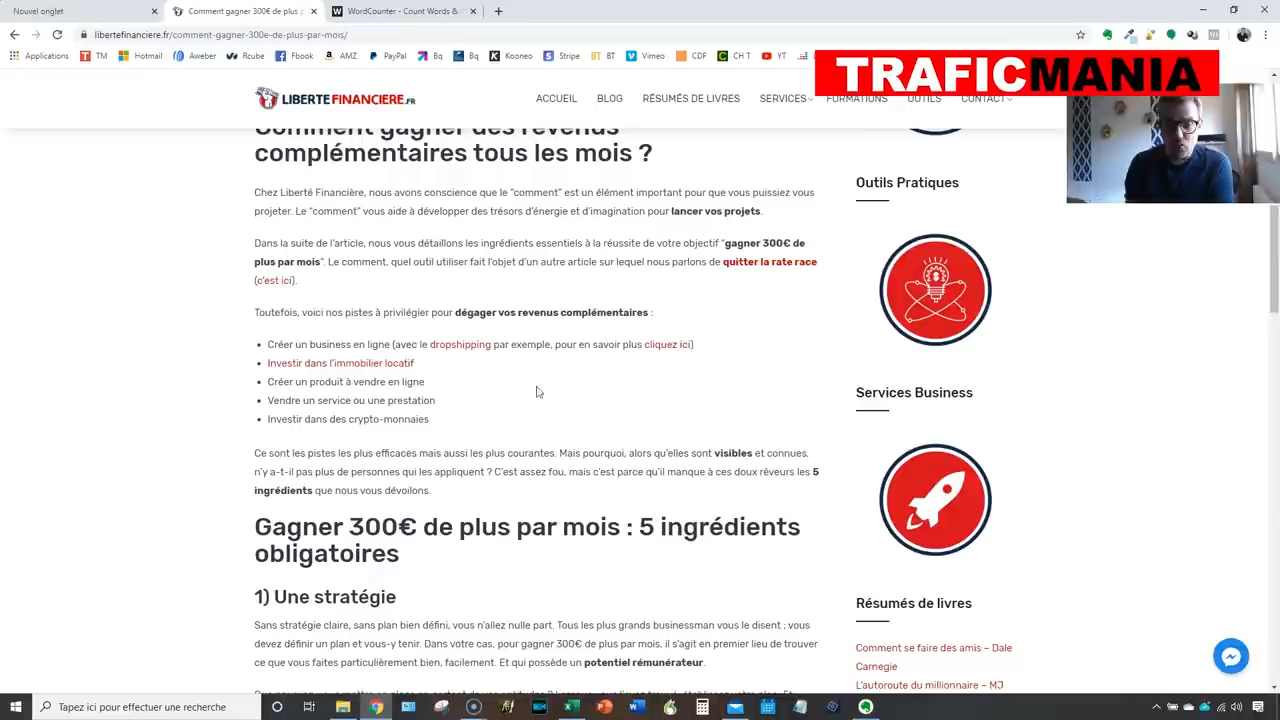 Nouvel onglet
Comment gagner 300€ de plus
WordCounter - Count Words &
libertefinanciere.fr/comment-gagner-300e-de-plus-par-mois/
Applications
TM
Hotmail
Aweber
Rcube
Fbook
AMZ
PayPal
Bq
Bq
Kooneo
Stripe
BT
Vimeo
CDF
CH T
YT
TRAFICMANIA
LIBERTEFINANCIERE.FR
ACCUEIL
BLOG
RÉSUMÉS DE LIVRES
SERVICES
FORMATIONS
OUTILS
CONTACT
Comment gagner des revenus
complémentaires tous les mois ?
Chez Liberté Financière, nous avons conscience que le “comment” est un élément important pour que vous puissiez vous
projeter. Le “comment” vous aide à développer des trésors d’énergie et d’imagination pour lancer vos projets.
Dans la suite de l’article, nous vous détaillons les ingrédients essentiels à la réussite de votre objectif “gagner 300€ de
plus par mois”. Le comment, quel outil utiliser fait l’objet d’un autre article sur lequel nous parlons de quitter la rate race
(c’est ici).
Toutefois, voici nos pistes à privilégier pour dégager vos revenus complémentaires :
Créer un business en ligne (avec le dropshipping par exemple, pour en savoir plus cliquez ici)
Investir dans l’immobilier locatif
Créer un produit à vendre en ligne
Vendre un service ou une prestation
Investir dans des crypto-monnaies
Ce sont les pistes les plus efficaces mais aussi les plus courantes. Mais pourquoi, alors qu’elles sont visibles et connues,
n’y a-t-il pas plus de personnes qui les appliquent ? C’est assez fou, mais c’est parce qu’il manque à ces doux rêveurs les 5
ingrédients que nous vous dévoilons.
Gagner 300€ de plus par mois : 5 ingrédients
obligatoires
1) Une stratégie
Sans stratégie claire, sans plan bien défini, vous n’allez nulle part. Tous les plus grands businessman vous le disent ; vous
devez définir un plan et vous-y tenir. Dans votre cas, pour gagner 300€ de plus par mois, il s’agit en premier lieu de trouver
ce que vous faites particulièrement bien, facilement. Et qui possède un potentiel rémunérateur.
Outils Pratiques
Services Business
Résumés de livres
Comment se faire des amis – Dale
Carnegie
L’autoroute du millionnaire – MJ
Tapez ici pour effectuer une recherche